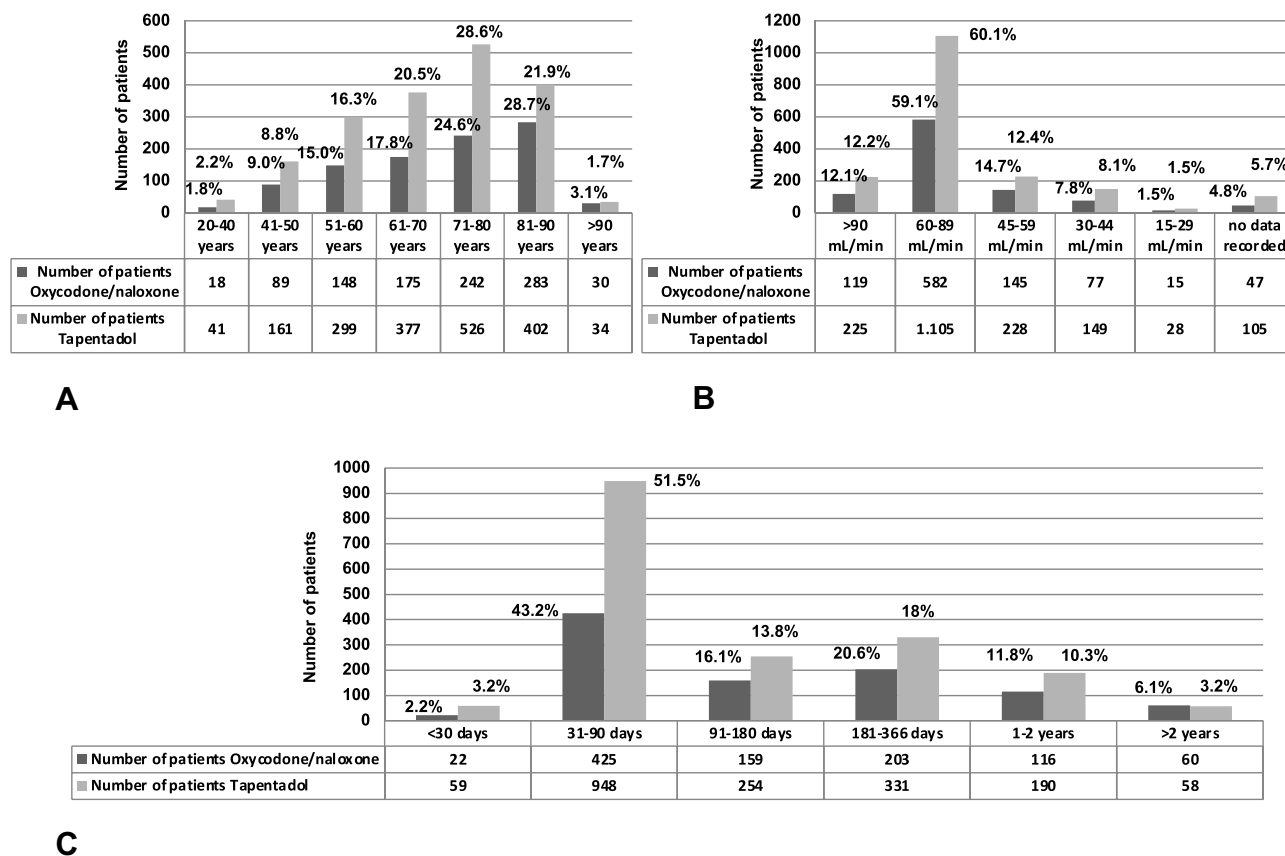 600
500
400
300
200
100
0
Number of patients
2.2%
1.8%
8.8%
9.0%
16.3%
15.0%
20.5%
17.8%
28.6%
24.6%
21.9%
28.7%
1.7%
3.1%
20-40 years
41-50 years
51-60 years
61-70 years
71-80 years
81-90 years
>90 years
Number of patients Oxycodone/naloxone 18 89 148 175 242 283 30
Number of patients Tapentadol 41 161 299 377 526 402 34
A
1200
1000
800
600
400
200
0
Number of patients
12.2%
12.1%
60.1%
59.1%
12.4%
14.7%
8.1%
7.8%
1.5%
1.5%
5.7%
4.8%
>90 mL/min
60-89 mL/min
45-59 mL/min
30-44 mL/min
15-29 mL/min
no data recorded
Number of patients Oxycodone/naloxone 119 582 145 77 15 47
Number of patients Tapentadol 225 1.105 228 149 28 105
B
1000
900
800
700
600
500
400
300
200
100
0
Number of patients
2.2%
3.2%
43.2%
51.5%
16.1%
13.8%
20.6%
18%
11.8%
10.3%
6.1%
3.2%
<30 days 31-90 days 91-180 days 181-366 days 1-2 years >2 years
Number of patients Oxycodone/naloxone 22 425 159 203 116 60
Number of patients Tapentadol 59 948 254 331 190 58
C